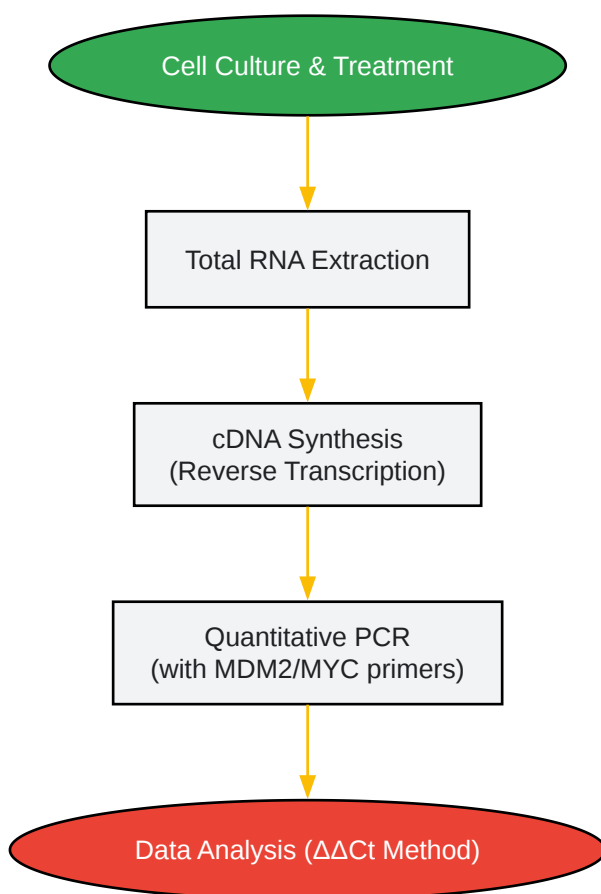 Cell Culture & Treatment
Total RNA Extraction
cDNA Synthesis
(Reverse Transcription)
Quantitative PCR
(with MDM2/MYC primers)
Data Analysis (ΔΔCt Method)